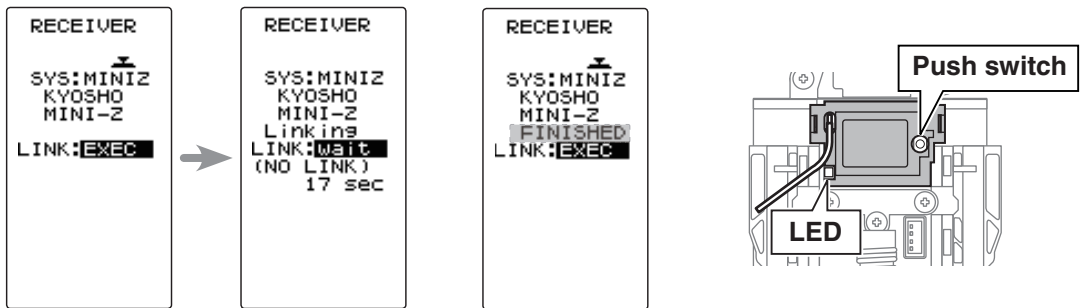 RECEIVER
SYS:MINIZ
KYOSHO
MINI-Z
LINK:EXEC
RECEIVER
SYS:MINIZ
KYOSHO
MINI-Z
Linking
LINK:Wait
(NO LINK)
17 sec
RECEIVER
SYS:MINIZ
KYOSHO
MINI-Z
FINISHED
LINK:EXEC
Push switch
LED